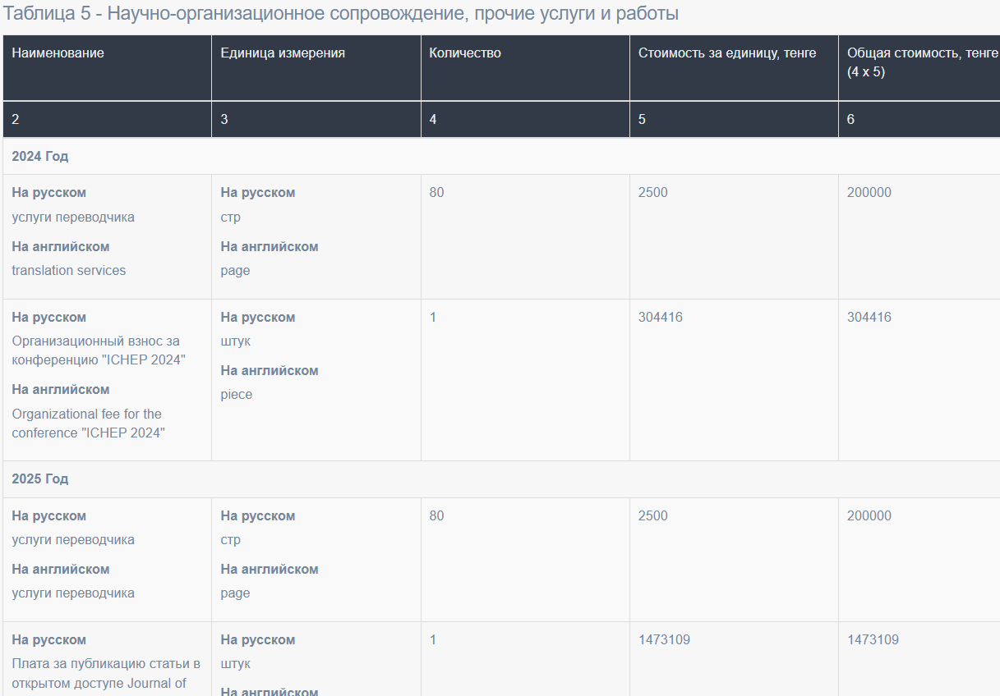 Таблица 5 - Научно-организационное сопровождение, прочие услуги и работы
Наименование
Единица измерения
Количество
Стоимость за единицу, тенге
Общая стоимость, тенге
(4 x 5)
2
3
4
5
6
2024 Год
На русском
услуги переводчика
На английском
translation services
На русском
стр
На английском
page
80
2500
200000
На русском
Организационный взнос за
конференцию "ICHEP 2024"
На английском
Organizational fee for the
conference "ICHEP 2024"
На русском
штук
На английском
piece
1
304416
304416
2025 Год
На русском
услуги переводчика
На английском
услуги переводчика
На русском
стр
На английском
page
80
2500
200000
На русском
Плата за публикацию статьи в
открытом доступе Journal of
На русском
штук
На английском
1
1473109
1473109